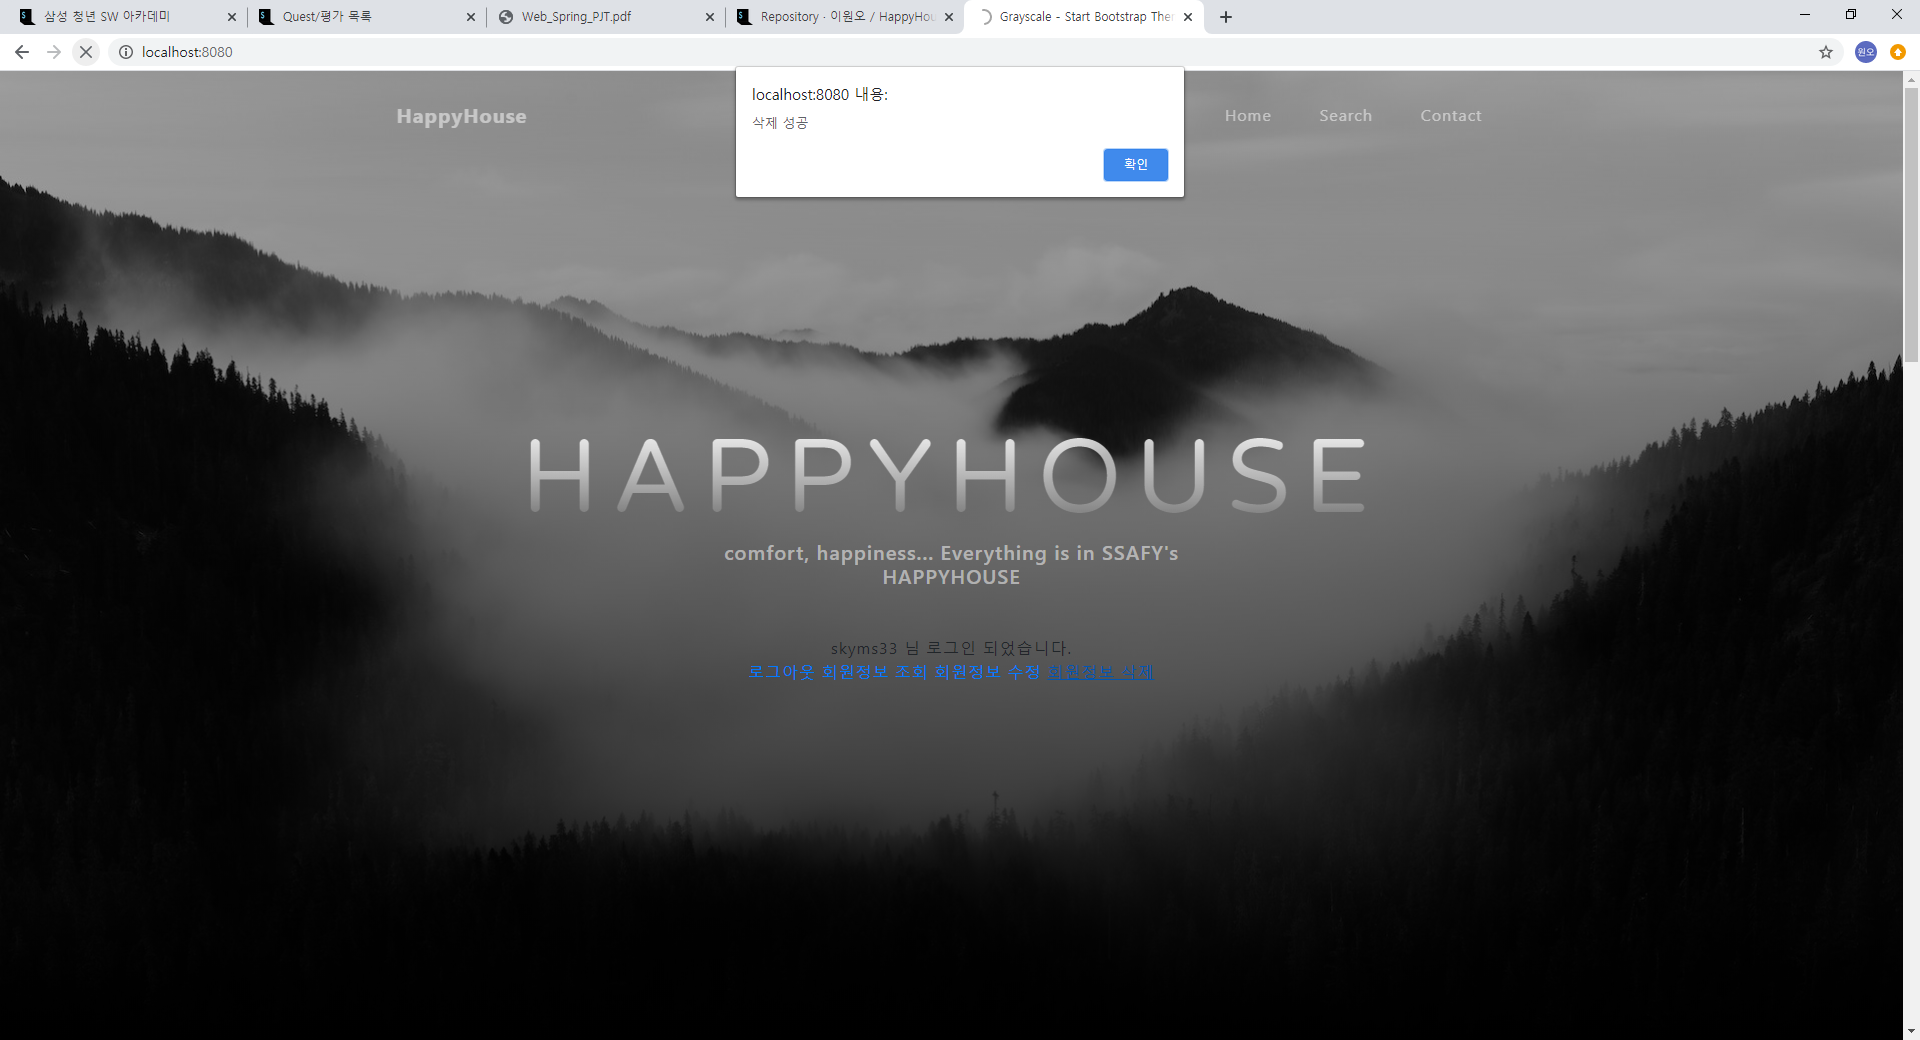 삼성 청년 SW 아카데미
Quest/평가 목록
Web_Spring_PJT.pdf
Repository · 이원오 / HappyHou
Grayscale - Start Bootstrap Ther
localhost:8080
원오
localhost:8080 내용:
삭제 성공
확인
HappyHouse
Home
Search
Contact
HAPPYHOUSE
comfort, happiness... Everything is in SSAFY's
HAPPYHOUSE
skyms33 님 로그인 되었습니다.
로그아웃 회원정보 조회 회원정보 수정 회원정보 삭제